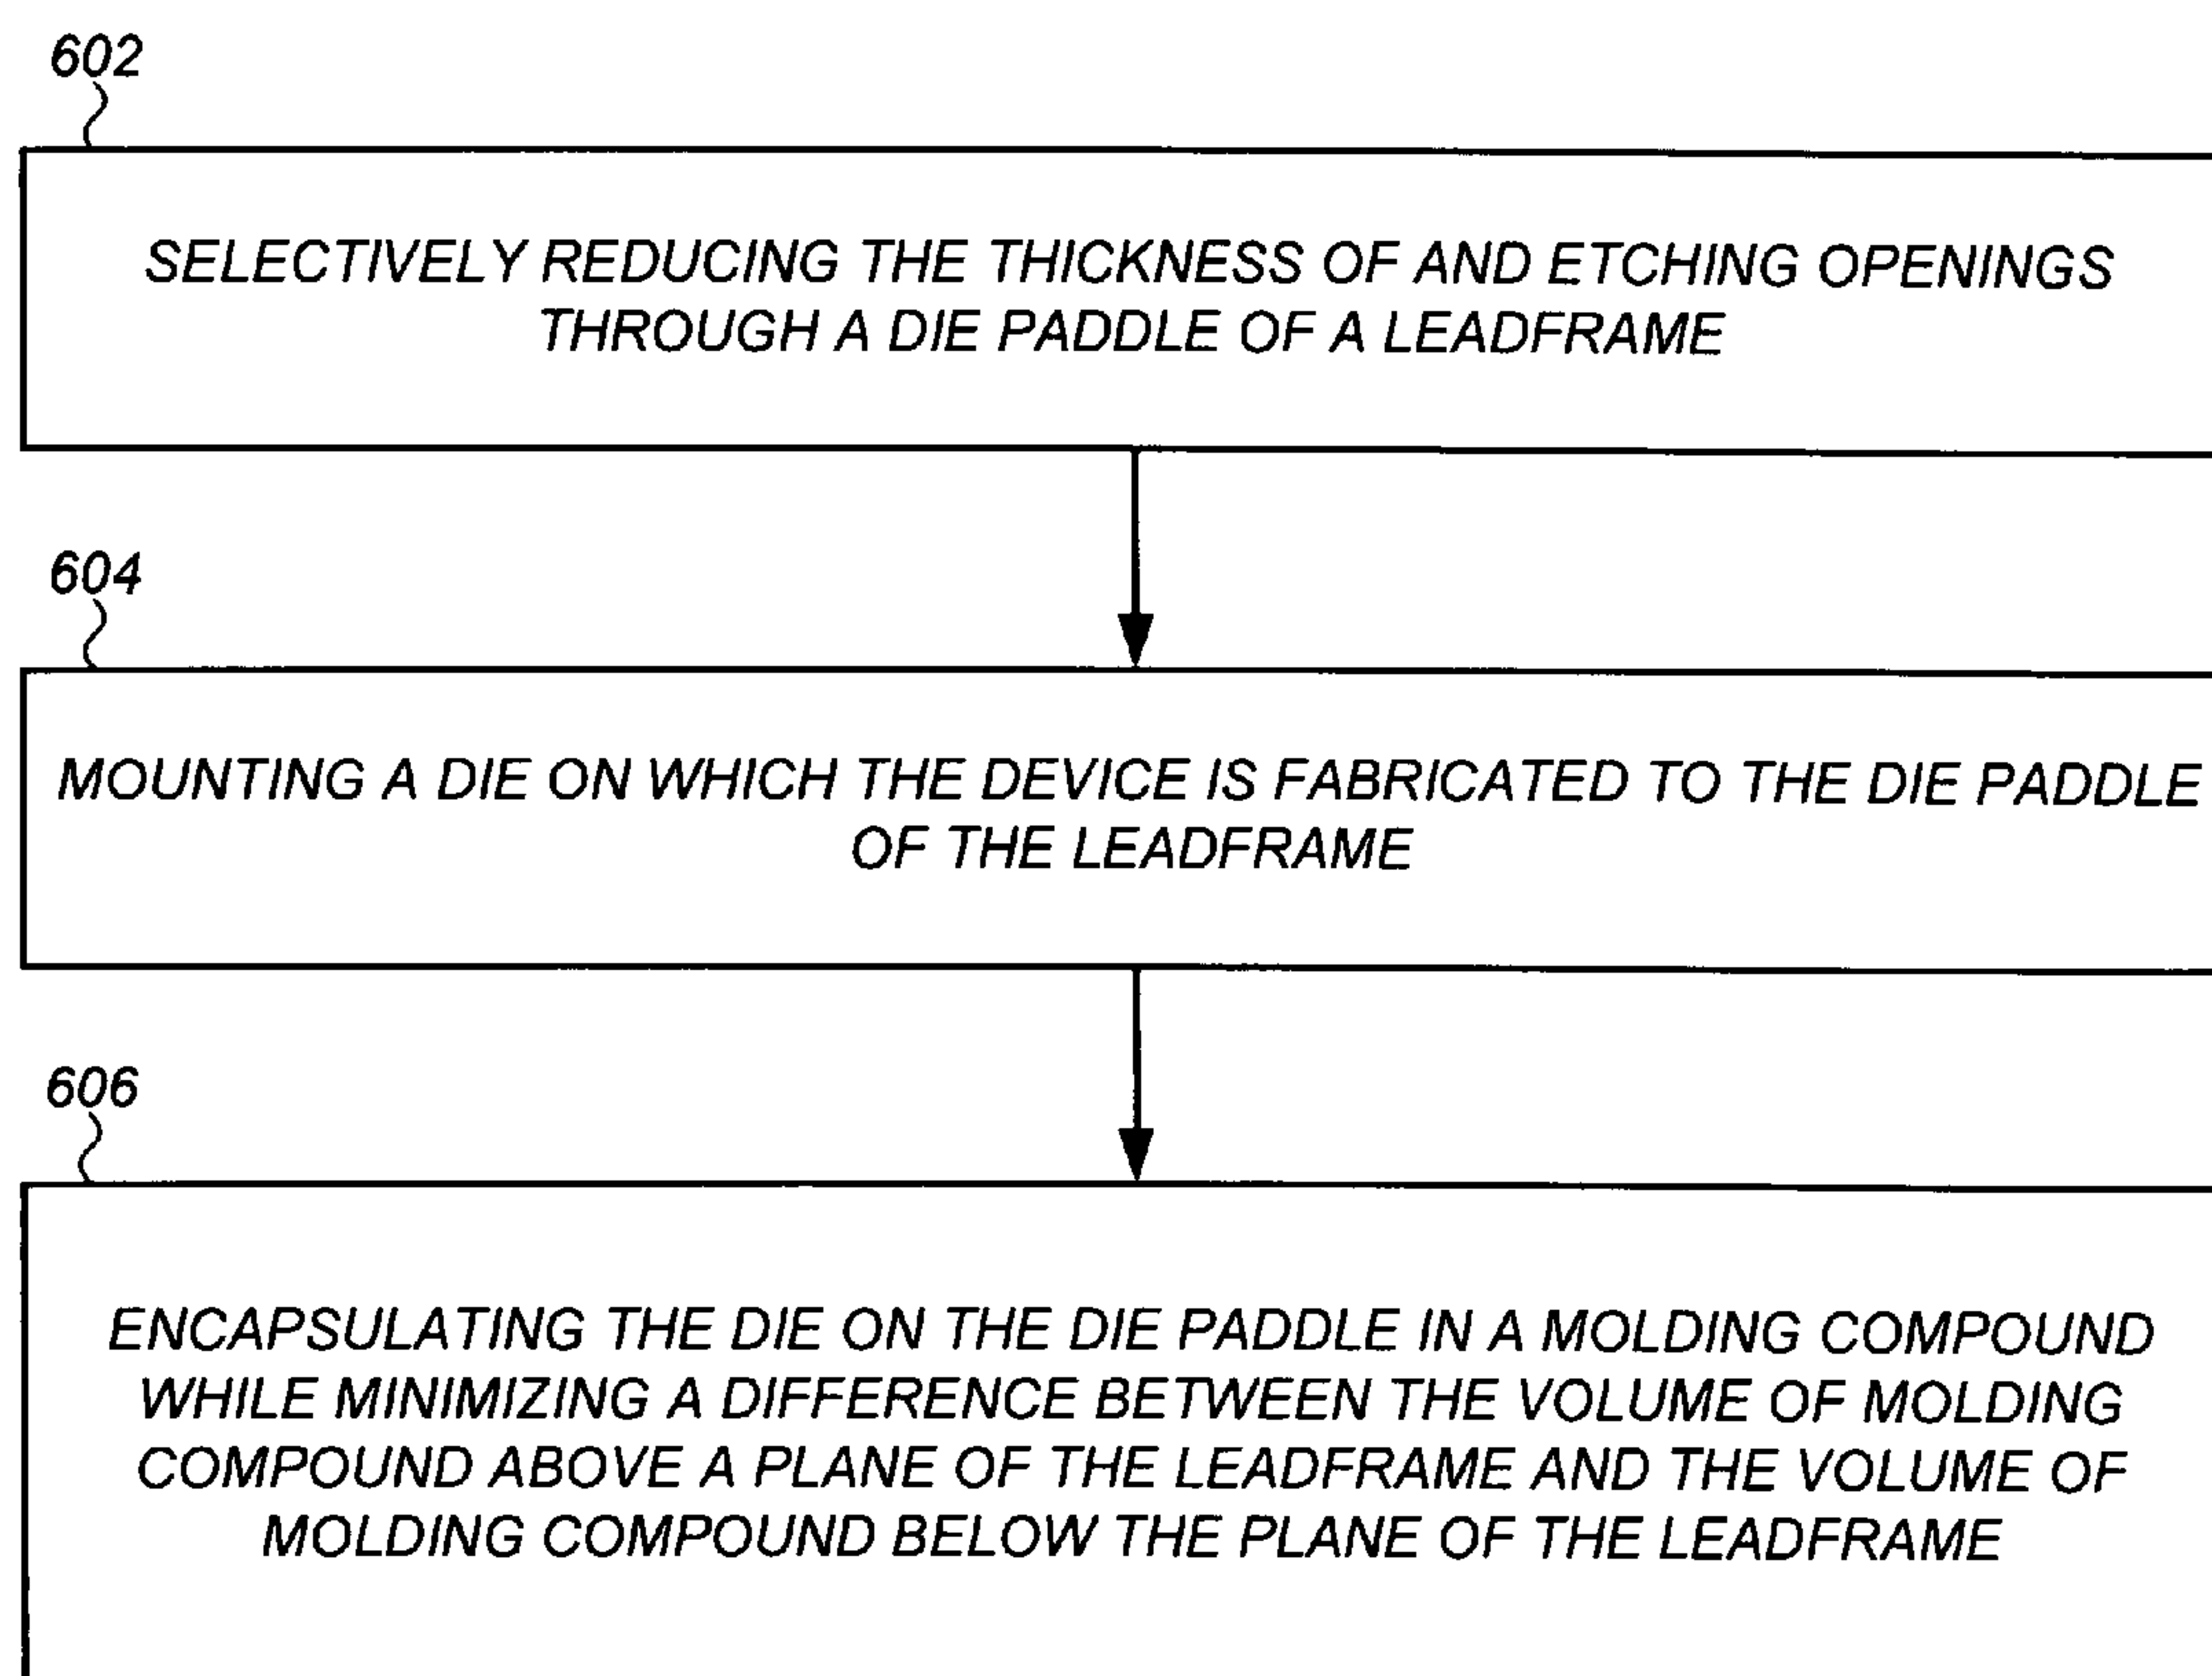 602
SELECTIVELY REDUCING THE THICKNESS OF AND ETCHING OPENINGS
THROUGH A DIE PADDLE OF A LEADFRAME
604
MOUNTING A DIE ON WHICH THE DEVICE IS FABRICATED TO THE DIE PADDLE
OF THE LEADFRAME
606
ENCAPSULATING THE DIE ON THE DIE PADDLE IN A MOLDING COMPOUND
WHILE MINIMIZING A DIFFERENCE BETWEEN THE VOLUME OF MOLDING
COMPOUND ABOVE A PLANE OF THE LEADFRAME AND THE VOLUME OF
MOLDING COMPOUND BELOW THE PLANE OF THE LEADFRAME